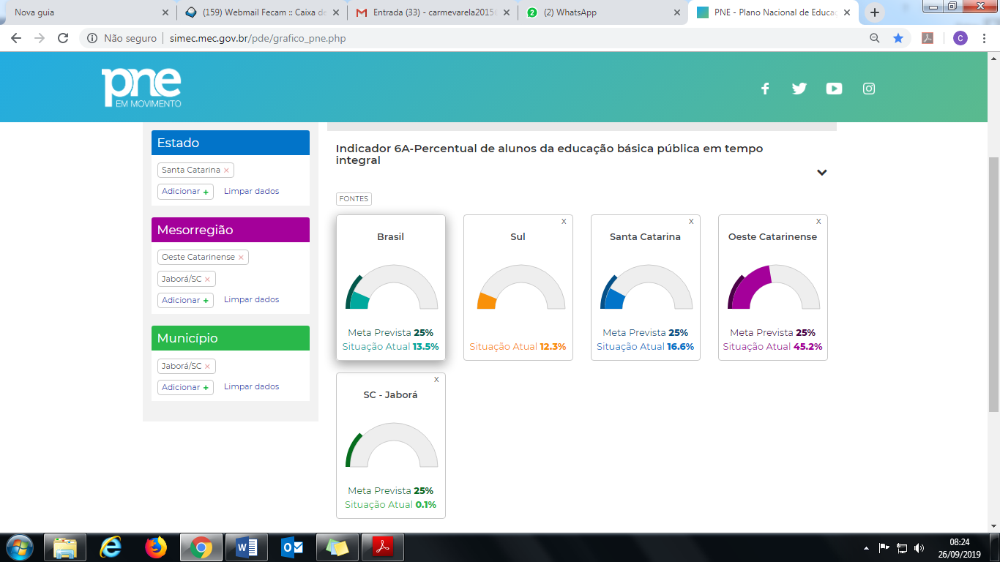 Nova guia
(159) Webmail Fecam :: Caixa de
Entrada (33) - carmevarela2015@
(2) WhatsApp
PNE - Plano Nacional de Educaç
Não seguro | simec.mec.gov.br/pde/grafico_pne.php
C
pne
EM MOVIMENTO
Estado
Santa Catarina ×
Adicionar +
Limpar dados
Mesorregião
Oeste Catarinense ×
Jaborá/SC ×
Adicionar +
Limpar dados
Município
Jaborá/SC ×
Adicionar +
Limpar dados
Indicador 6A-Percentual de alunos da educação básica pública em tempo
integral
FONTES
Brasil
Meta Prevista 25%
Situação Atual 13.5%
X
Sul
Situação Atual 12.3%
X
Santa Catarina
Meta Prevista 25%
Situação Atual 16.6%
X
Oeste Catarinense
Meta Prevista 25%
Situação Atual 45.2%
X
SC - Jaborá
Meta Prevista 25%
Situação Atual 0.1%
08:24
26/09/2019